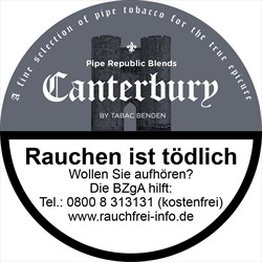 A fine selection of pipe tobacco for the true epicure
Pipe Republic Blends
Canterbury
BY TABAC BENDEN
Rauchen ist tödlich
Wollen Sie aufhören?
Die BZgA hilft:
Tel.: 0800 8 313131 (kostenfrei)
www.rauchfrei-info.de